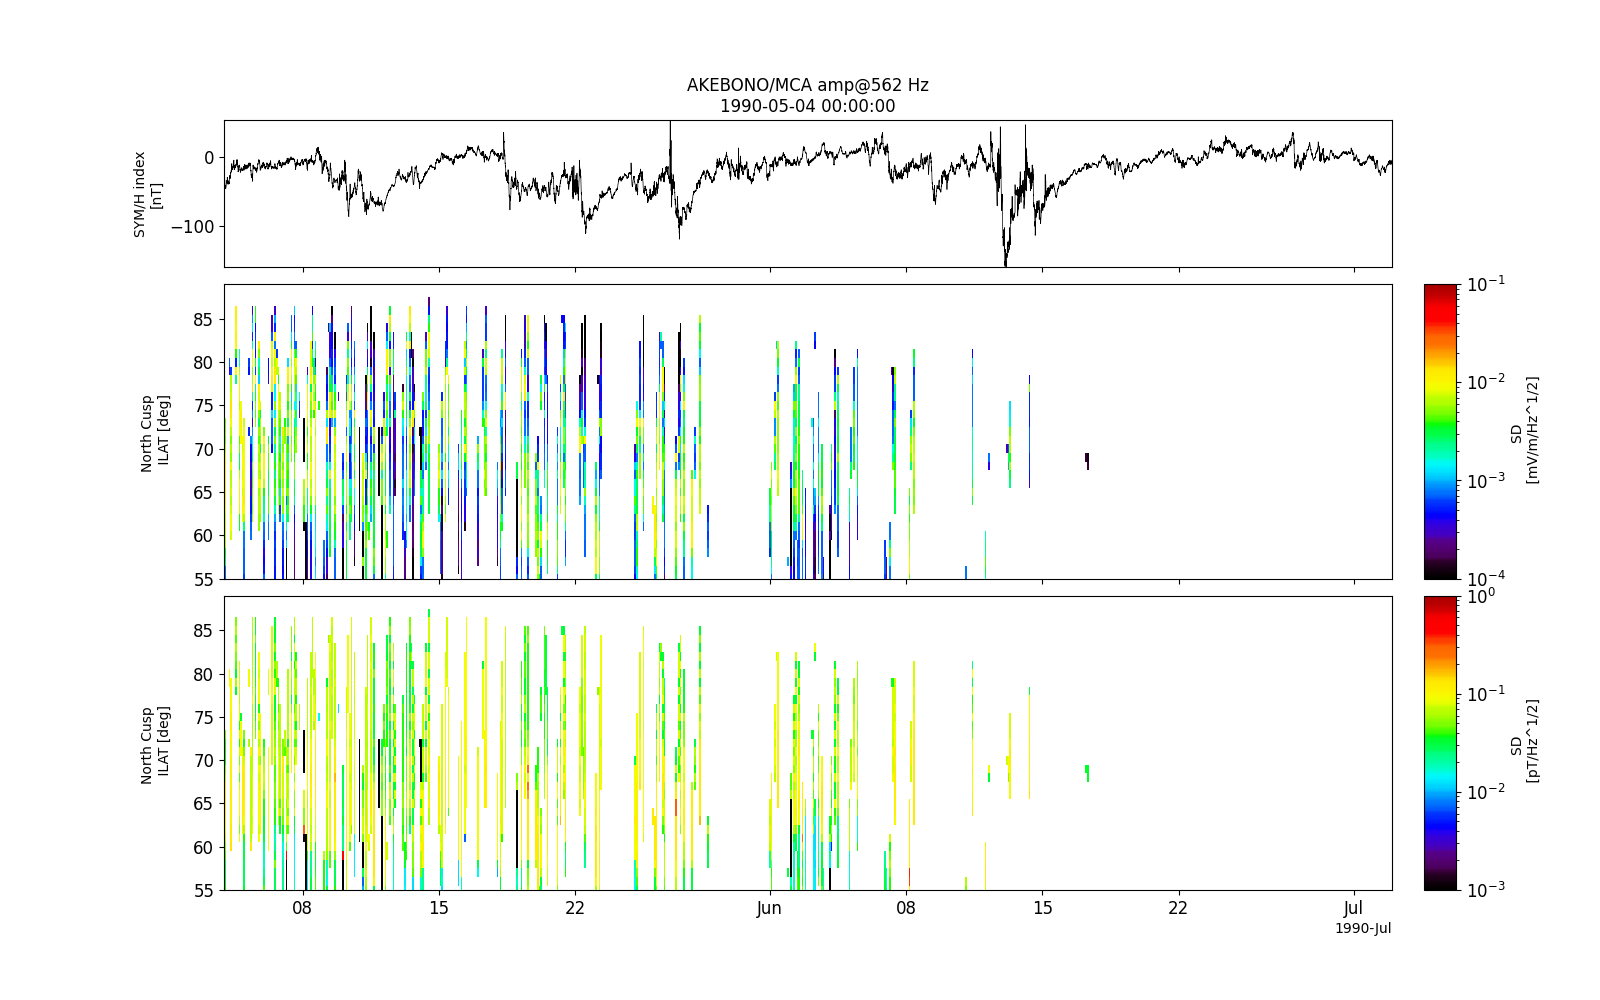 AKEBONO/MCA amp@562 Hz
1990-05-04 00:00:00
SYM/H index
[nT]
0
−100
North Cusp
ILAT [deg]
85
80
75
70
65
60
55
10^-1
10^-2
10^-3
10^-4
SD
[mV/m/Hz^1/2]
North Cusp
ILAT [deg]
85
80
75
70
65
60
55
10^0
10^-1
10^-2
10^-3
SD
[pT/Hz^1/2]
08
15
22
Jun
08
15
22
Jul
1990-Jul